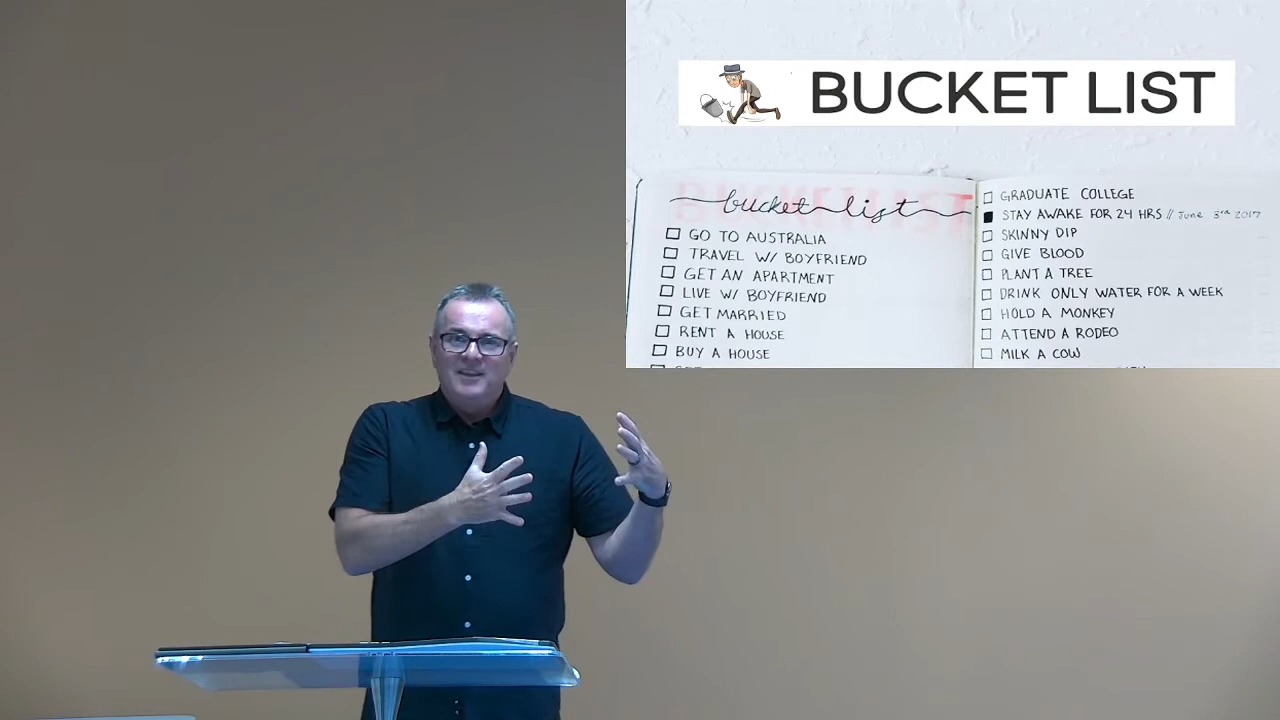 BUCKET LIST
bucket list
GO TO AUSTRALIA
TRAVEL W/ BOYFRIEND
GET AN APARTMENT
LIVE W/ BOYFRIEND
GET MARRIED
RENT A HOUSE
BUY A HOUSE
GRADUATE COLLEGE
STAY AWAKE FOR 24 HRS // June 3rd 2017
SKINNY DIP
GIVE BLOOD
PLANT A TREE
DRINK ONLY WATER FOR A WEEK
HOLD A MONKEY
ATTEND A RODEO
MILK A COW